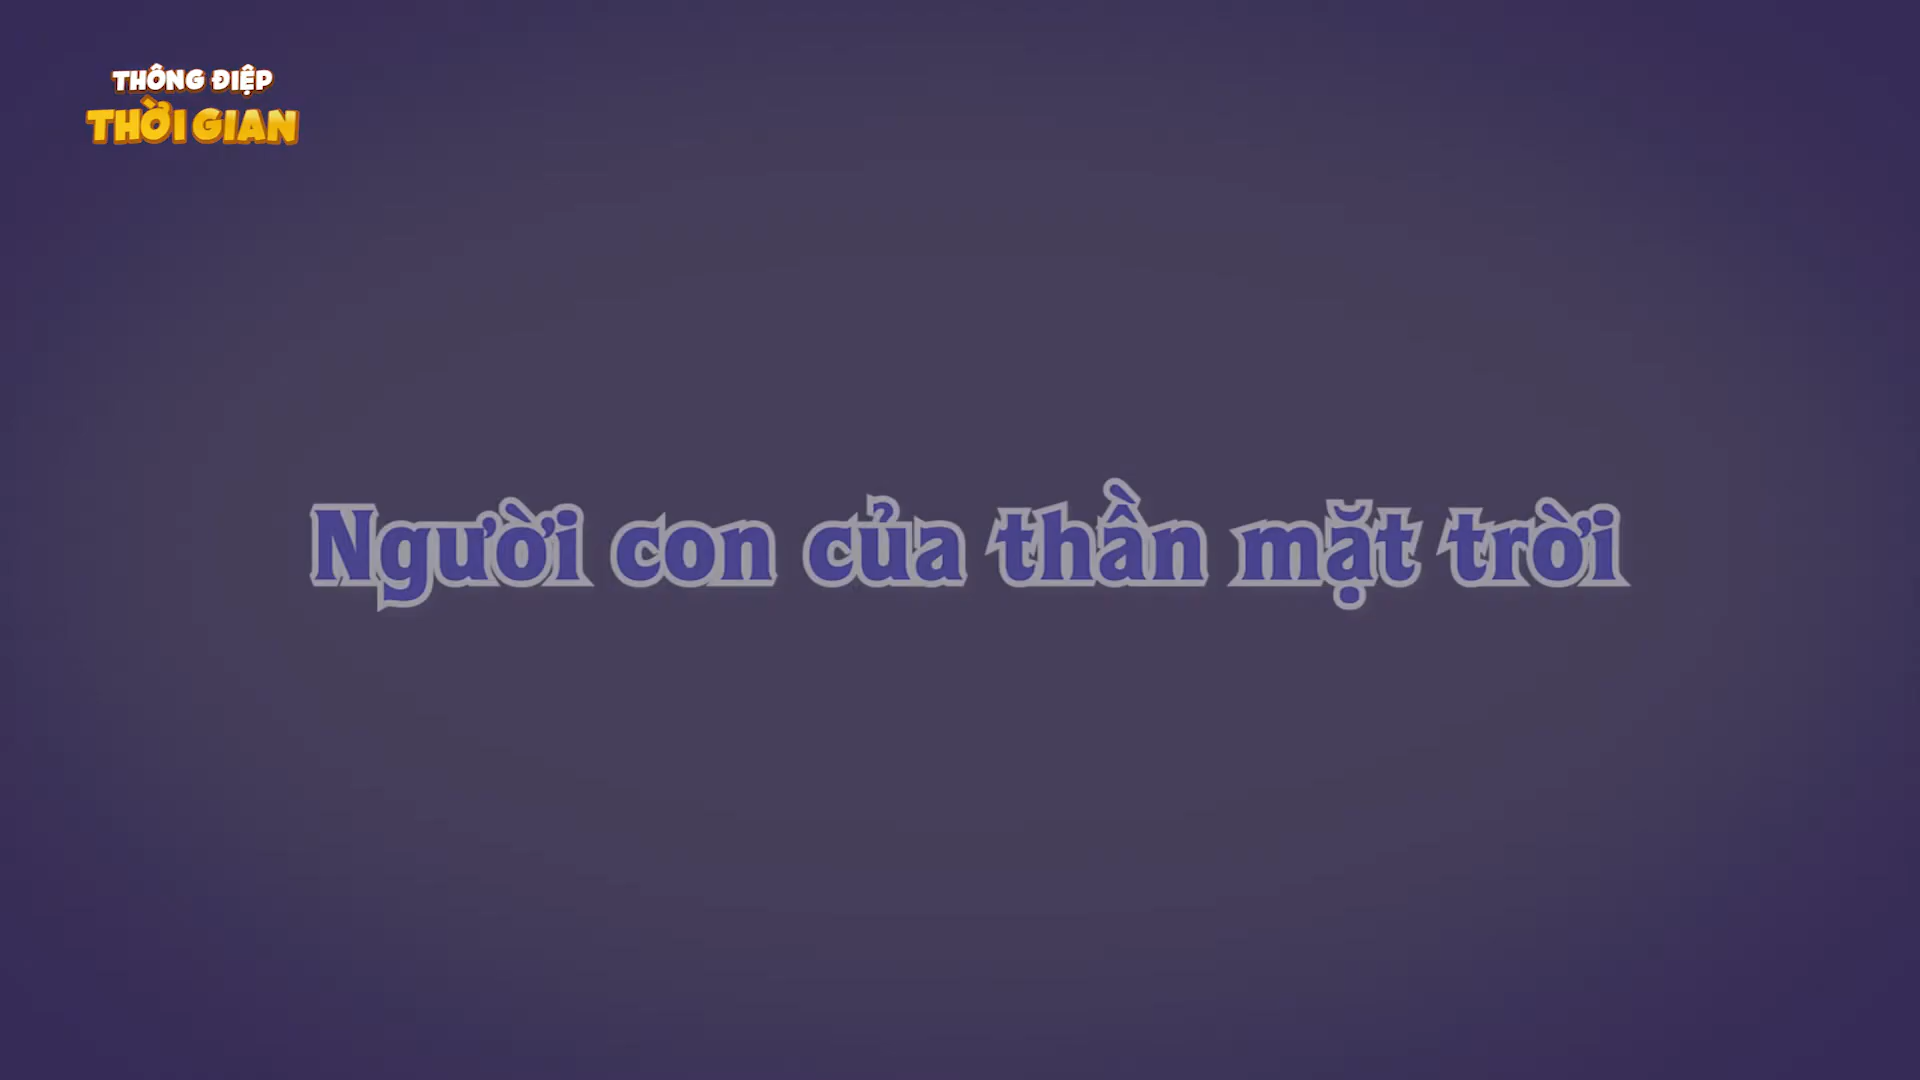 THÔNG ĐIỆP
THỜI GIAN
Người con của thần mặt trời